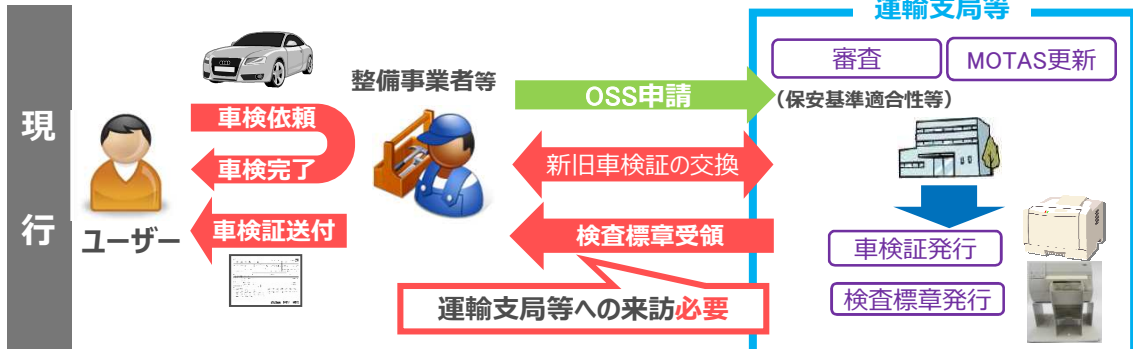 現行
運輸支局等
審査
MOTAS更新
(保安基準適合性等)
整備事業者等
OSS申請
車検依頼
車検完了
新旧車検証の交換
ユーザー
車検証送付
検査標章受領
車検証発行
検査標章発行
運輸支局等への来訪必要